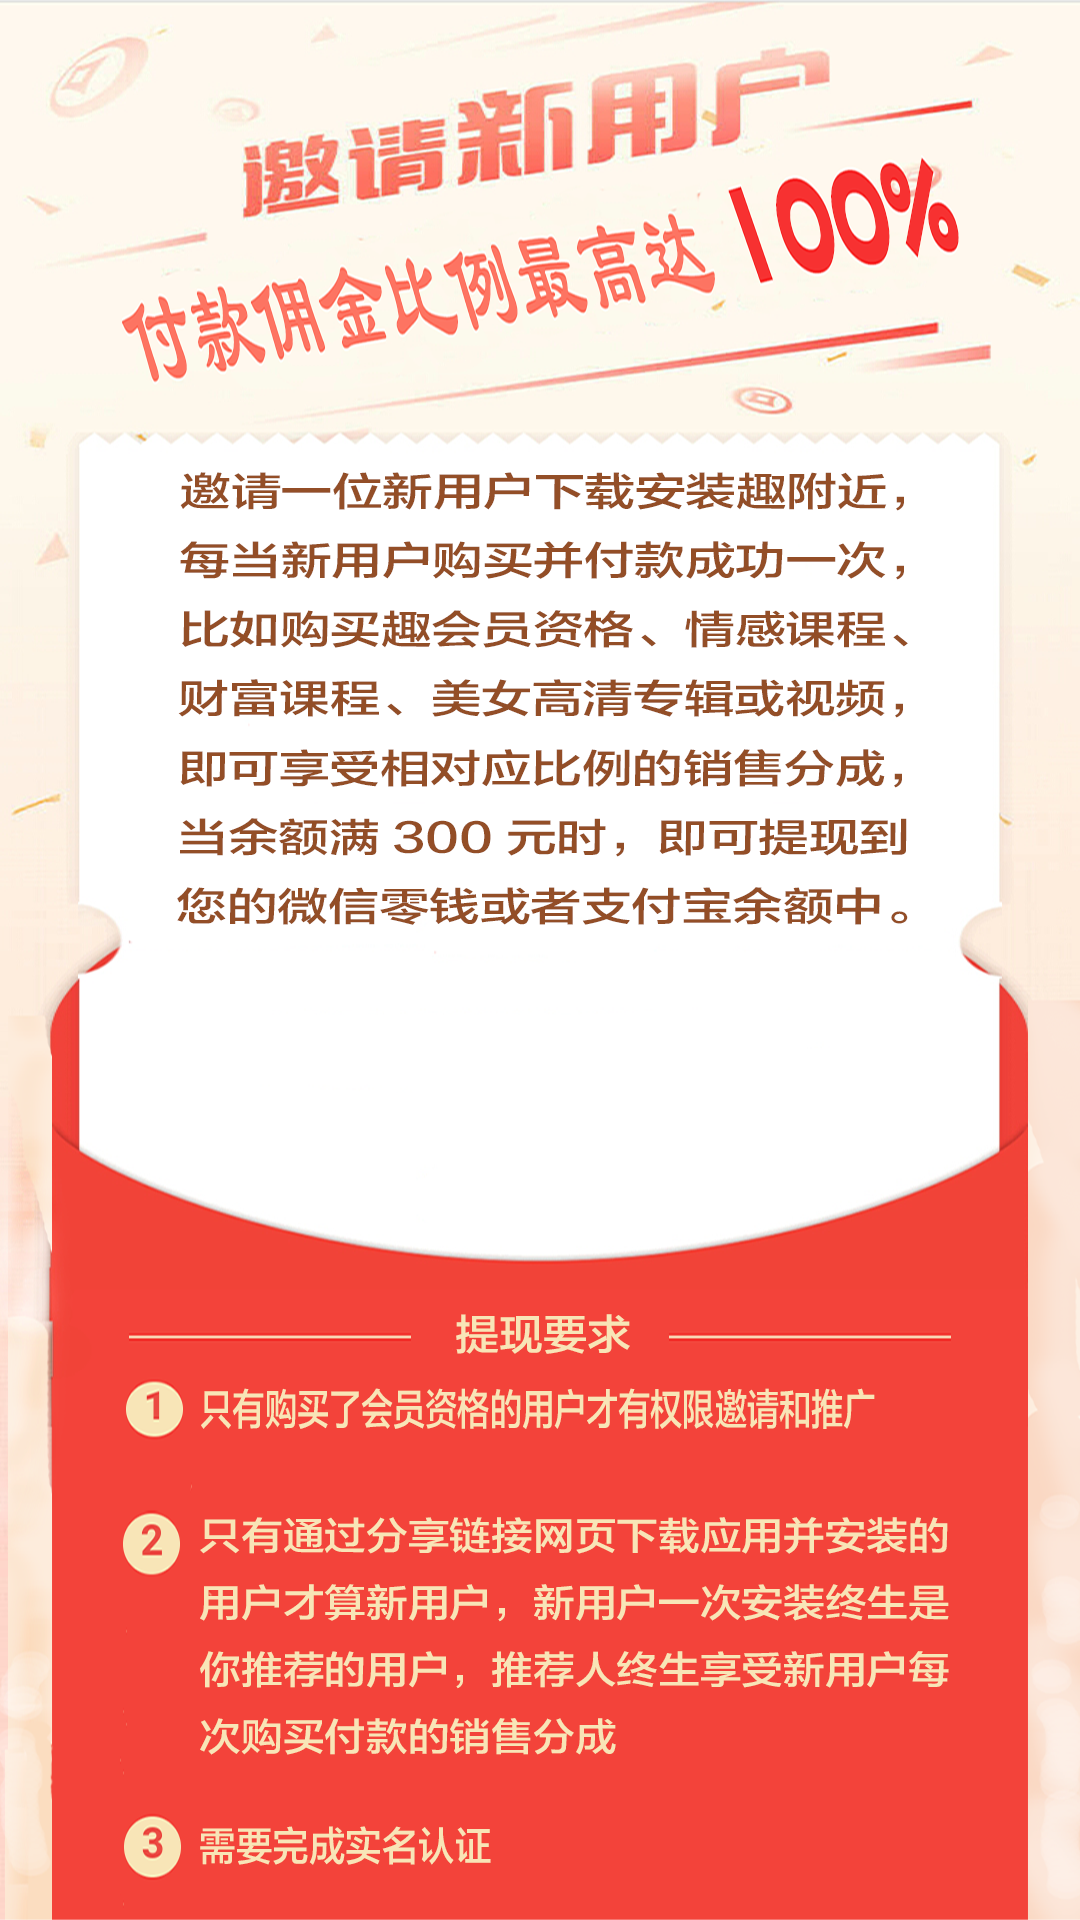 邀请新用户
付款佣金比例最高达 100%
邀请一位新用户下载安装趣附近，
每当新用户购买并付款成功一次，
比如购买趣会员资格、情感课程、
财富课程、美女高清专辑或视频，
即可享受相对应比例的销售分成，
当余额满 300 元时，即可提现到
您的微信零钱或者支付宝余额中。
提现要求
1 只有购买了会员资格的用户才有权限邀请和推广
2 只有通过分享链接网页下载应用并安装的
用户才算新用户，新用户一次安装终生是
你推荐的用户，推荐人终生享受新用户每
次购买付款的销售分成
3 需要完成实名认证